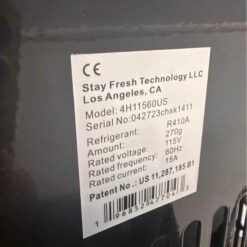 CE
Stay Fresh Technology LLC
Los Angeles, CA
Model: 4H11560US
Serial No:042723chsk1411
Refrigerant: R410A
Amount: 270g
Rated voltage: 115V
Rated frequency: 60Hz
Rated current: 15A
Patent No.: US 11,287,165 B1